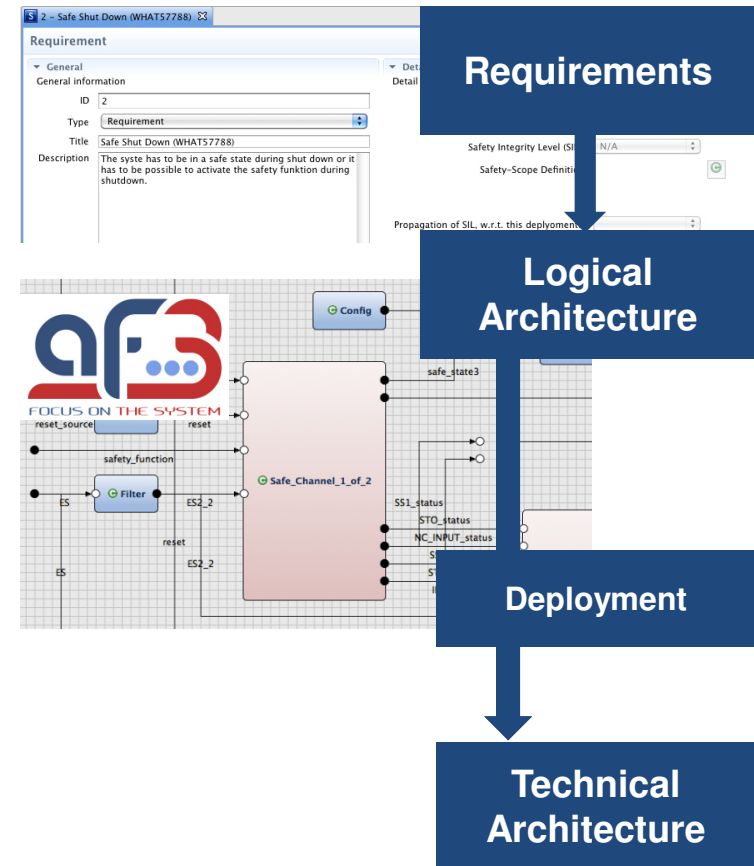 2 - Safe Shut Down (WHAT57788)
Requirement
General
General information
ID 2
Type Requirement
Title Safe Shut Down (WHAT57788)
Description The syste has to be in a safe state during shut down or it
has to be possible to activate the safety funktion during
shutdown.
Detail
Safety Integrity Level
N/A
Safety-Scope
Propagation of SIL, w.r.t. this deplyoment
Requirements
Logical
Architecture
af3
FOCUS ON THE SYSTEM
Config
safe_state3
reset_source
reset
safety_function
Safe_Channel_1_of_2
ES
Filter
ES2_2
SS1_status
STO_status
NC_INPUT_status
reset
ES2_2
ES
Deployment
Technical
Architecture